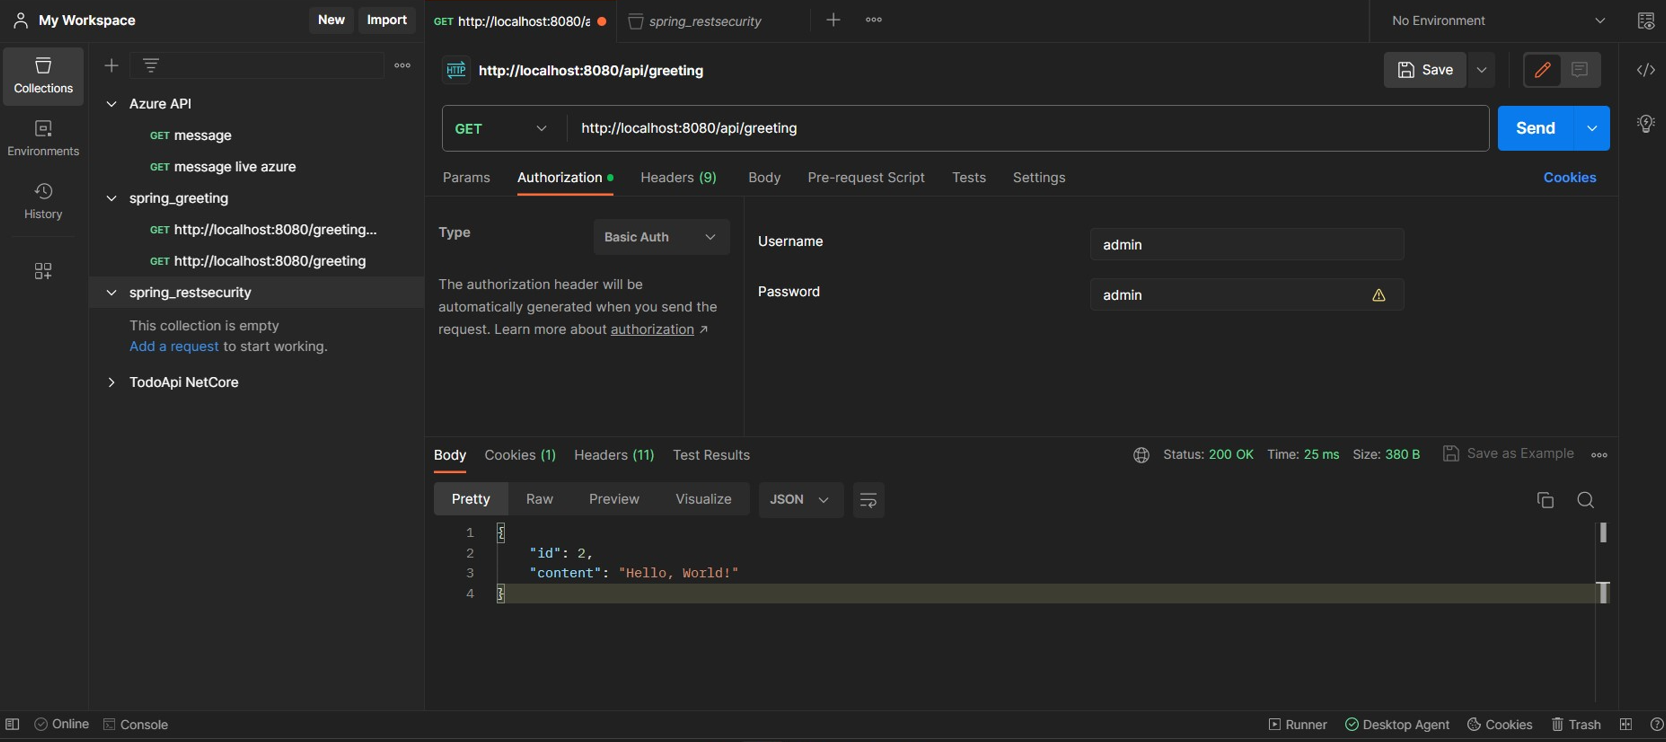 My Workspace
New
Import
GET http://localhost:8080/a
spring_restsecurity
No Environment
Collections
Environments
History
Azure API
GET message
GET message live azure
spring_greeting
GET http://localhost:8080/greeting...
GET http://localhost:8080/greeting
spring_restsecurity
This collection is empty
Add a request to start working.
TodoApi NetCore
HTTP http://localhost:8080/api/greeting
Save
GET http://localhost:8080/api/greeting
Send
Params Authorization Headers (9) Body Pre-request Script Tests Settings
Cookies
Type Basic Auth
The authorization header will be
automatically generated when you send the
request. Learn more about authorization ↗
Username admin
Password admin
Body Cookies (1) Headers (11) Test Results
Status: 200 OK Time: 25 ms Size: 380 B
Save as Example
Pretty Raw Preview Visualize JSON
1 {
2 "id": 2,
3 "content": "Hello, World!"
4 }
Online Console
Runner Desktop Agent Cookies Trash